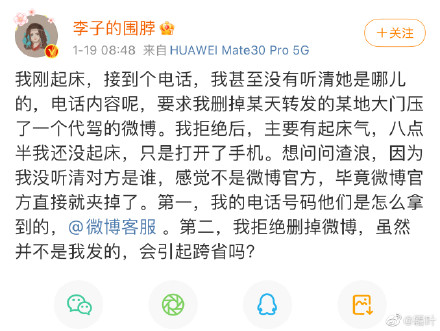 李子的围脖
1-19 08:48 来自 HUAWEI Mate30 Pro 5G
+关注
我刚起床，接到个电话，我甚至没有听清她是哪儿
的，电话内容呢，要求我删掉某天转发的某地大门压
了一个代驾的微博。我拒绝后，主要有起床气，八点
半我还没起床，只是打开了手机。想问问渣浪，因为
我没听清对方是谁，感觉不是微博官方，毕竟微博官
方直接就夹掉了。第一，我的电话号码他们是怎么拿
到的，@微博客服 。第二，我拒绝删掉微博，虽然
并不是我发的，会引起跨省吗？